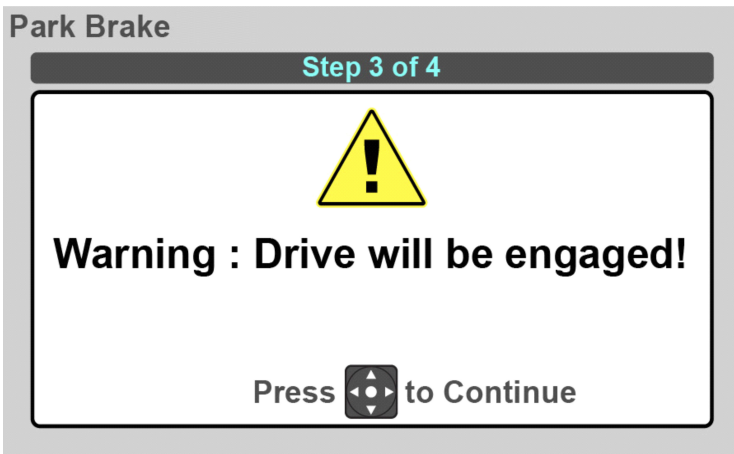 Park Brake
Step 3 of 4
!
Warning : Drive will be engaged!
Press to Continue